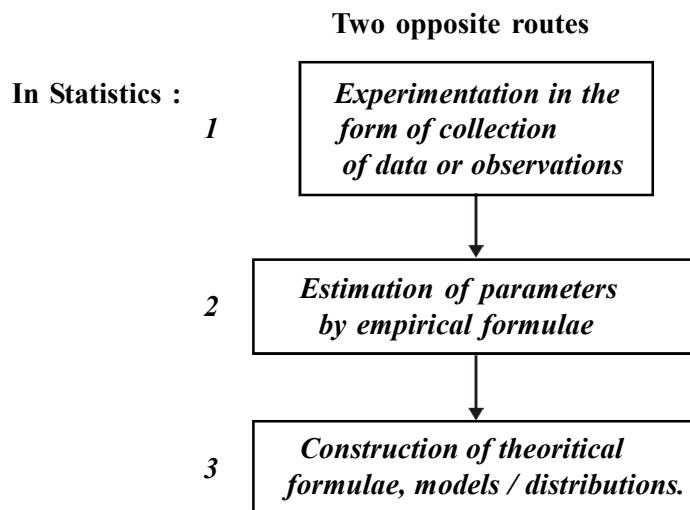 Two opposite routes
In Statistics :
1
Experimentation in the
form of collection
of data or observations
2
Estimation of parameters
by empirical formulae
3
Construction of theoritical
formulae, models / distributions.